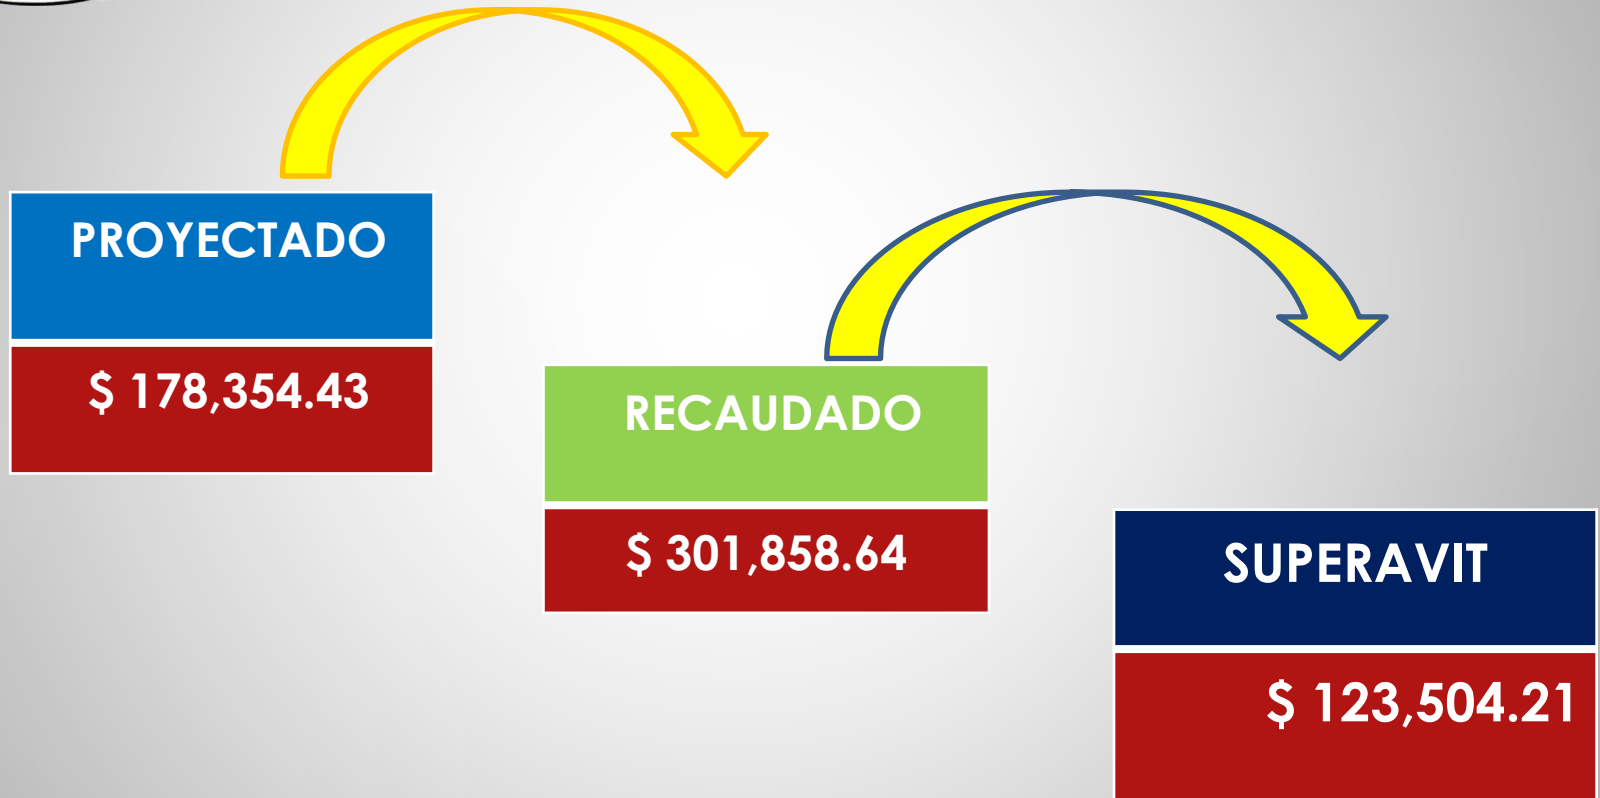 PROYECTADO
$ 178,354.43
RECAUDADO
$ 301,858.64
SUPERAVIT
$ 123,504.21